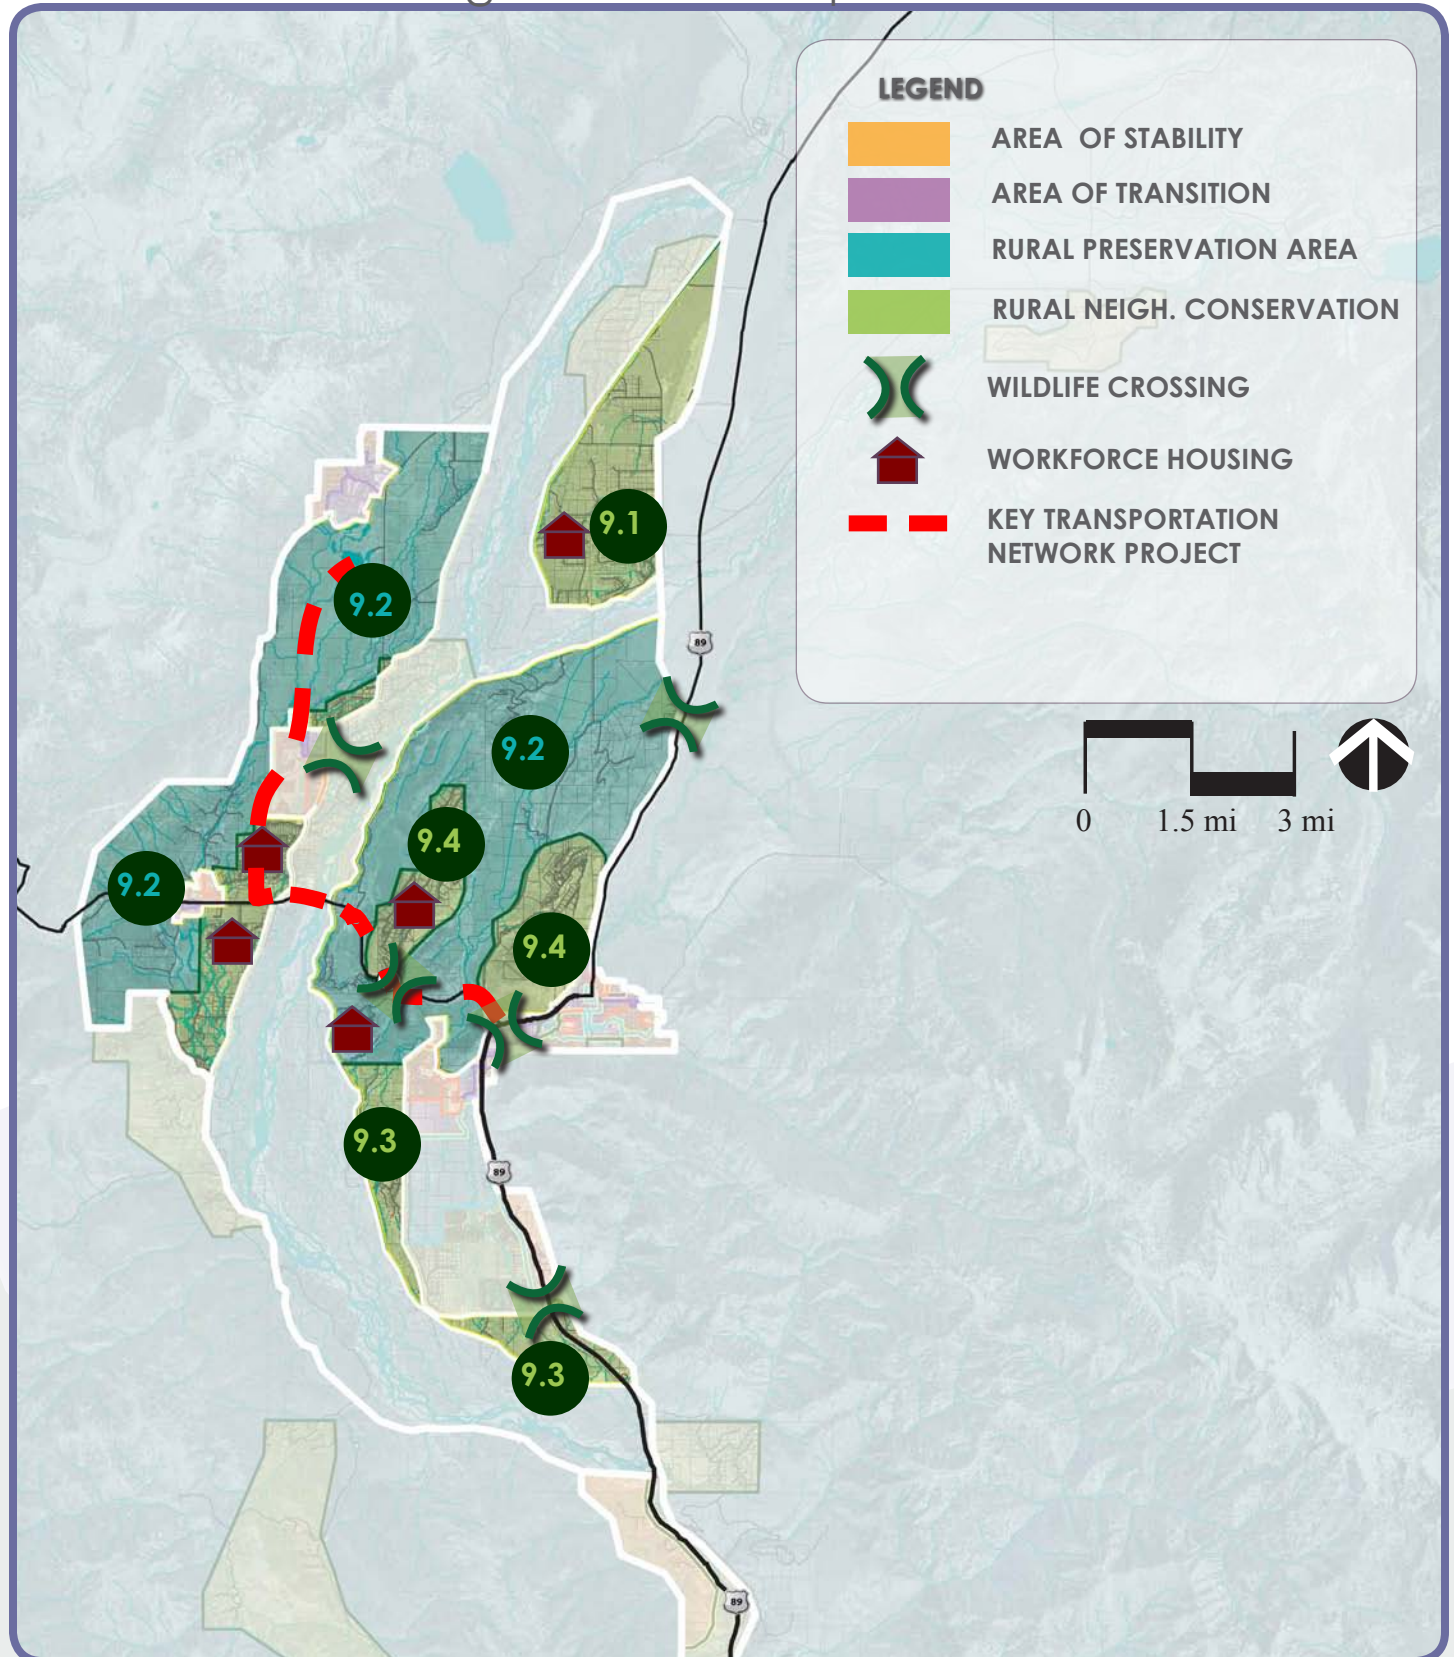 LEGEND
AREA OF STABILITY
AREA OF TRANSITION
RURAL PRESERVATION AREA
RURAL NEIGH. CONSERVATION
WILDLIFE CROSSING
WORKFORCE HOUSING
KEY TRANSPORTATION
NETWORK PROJECT
9.1
9.2
89
9.2
0 1.5 mi 3 mi
9.4
9.2
9.4
9.3
89
9.3
89